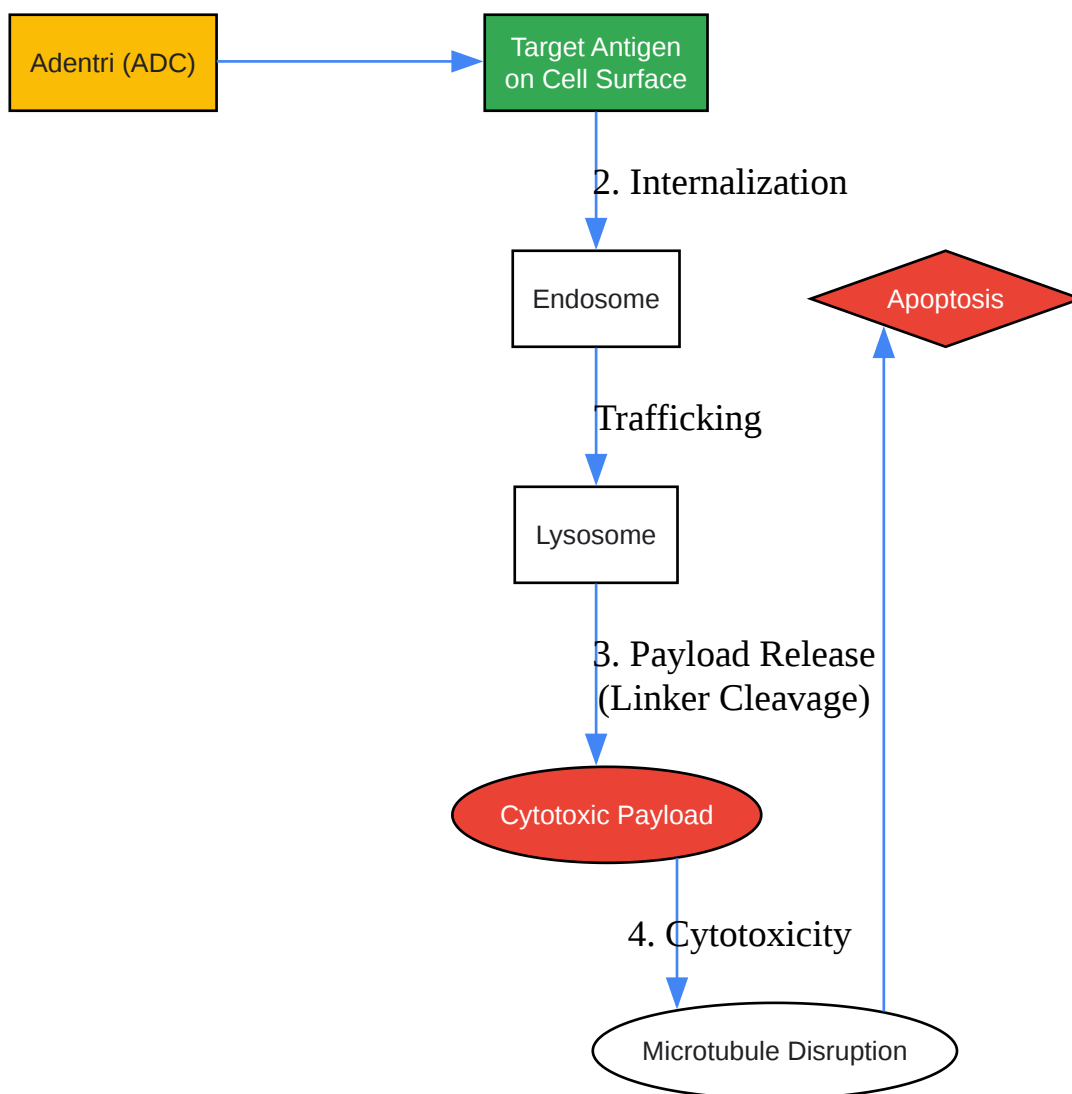 Adentri (ADC)
Target Antigen
on Cell Surface
2. Internalization
Endosome
Apoptosis
Trafficking
Lysosome
3. Payload Release
(Linker Cleavage)
Cytotoxic Payload
4. Cytotoxicity
Microtubule Disruption